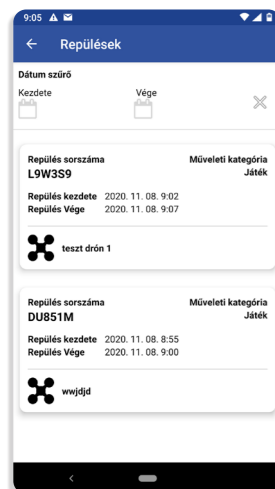 9:05
Repülések
Dátum szűrő
Kezdete Vége
Repülés sorszáma Műveleti kategória
L9W3S9 Játék
Repülés kezdete 2020. 11. 08. 9:02
Repülés Vége 2020. 11. 08. 9:07
teszt drón 1
Repülés sorszáma Műveleti kategória
DU851M Játék
Repülés kezdete 2020. 11. 08. 8:55
Repülés Vége 2020. 11. 08. 9:00
wwjdjd